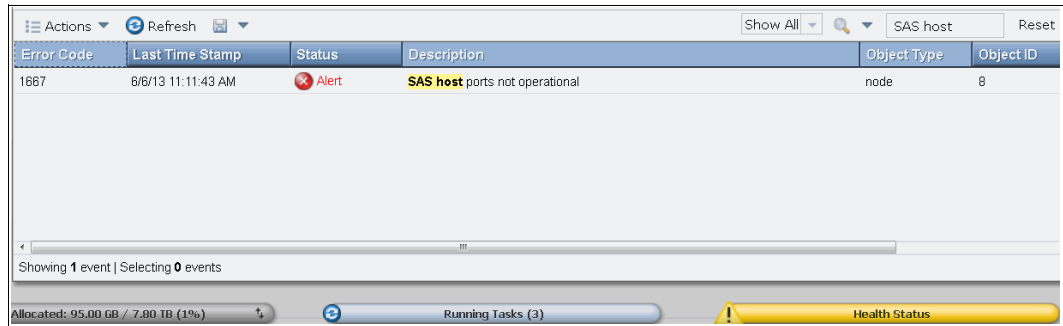 Actions Refresh Show All SAS host Reset
Error Code Last Time Stamp Status Description Object Type Object ID
1667 6/6/13 11:11:43 AM Alert SAS host ports not operational node 8
Showing 1 event | Selecting 0 events
Allocated: 95.00 GB / 7.80 TB (1%) Running Tasks (3) Health Status